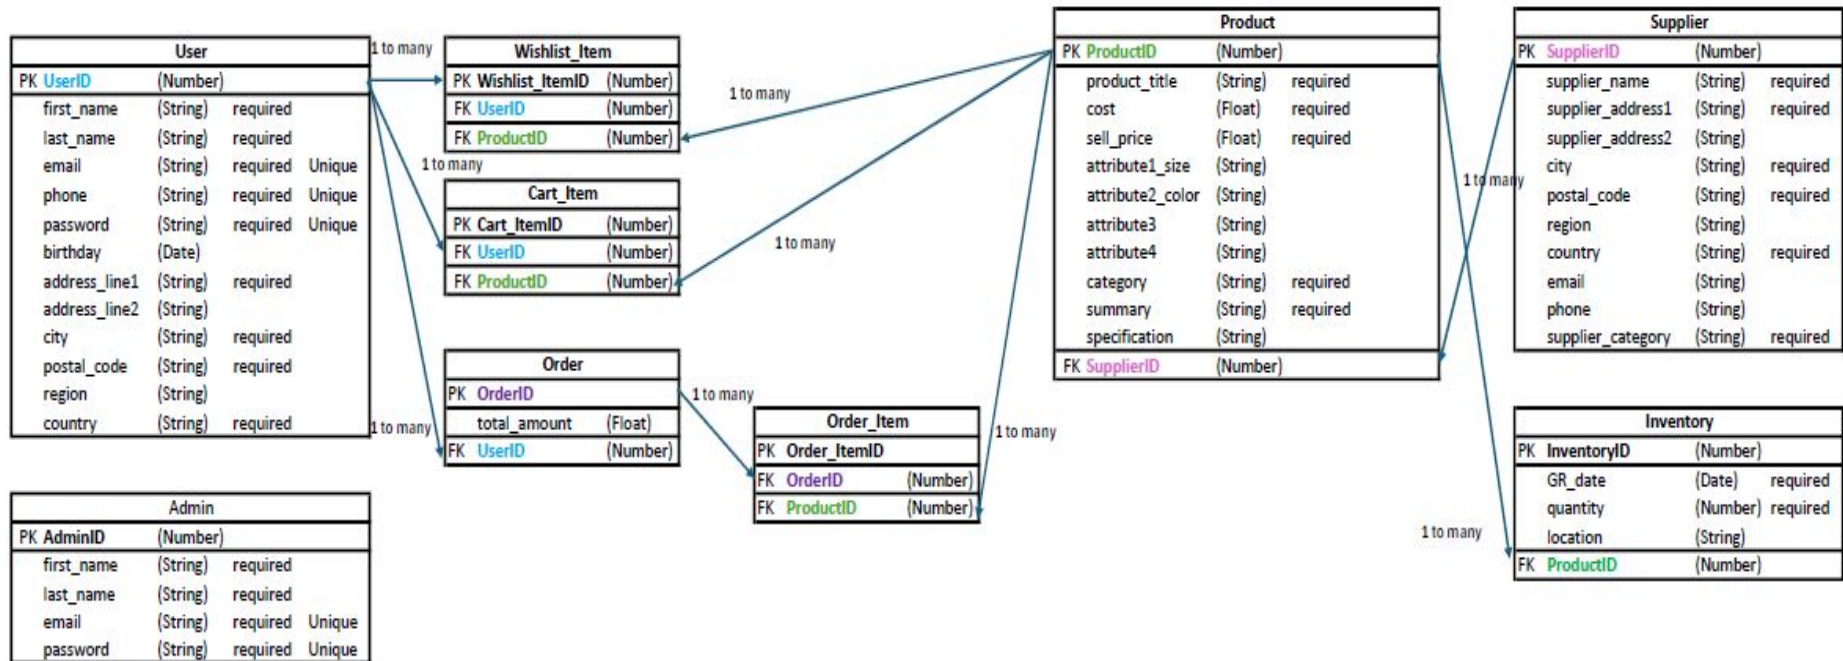 User
PK UserID (Number)
first_name (String) required
last_name (String) required
email (String) required Unique
phone (String) required Unique
password (String) required Unique
birthday (Date)
address_line1 (String) required
address_line2 (String)
city (String) required
postal_code (String) required
region (String)
country (String) required
Admin
PK AdminID (Number)
first_name (String) required
last_name (String) required
email (String) required Unique
password (String) required Unique
1 to many
1 to many
1 to many
Wishlist_Item
PK Wishlist_ItemID (Number)
FK UserID (Number)
FK ProductID (Number)
Cart_Item
PK Cart_ItemID (Number)
FK UserID (Number)
FK ProductID (Number)
Order
PK OrderID
total_amount (Float)
FK UserID (Number)
1 to many
1 to many
1 to many
Order_Item
PK Order_ItemID
FK OrderID (Number)
FK ProductID (Number)
1 to many
Product
PK ProductID (Number)
product_title (String) required
cost (Float) required
sell_price (Float) required
attribute1_size (String)
attribute2_color (String)
attribute3 (String)
attribute4 (String)
category (String) required
summary (String) required
specification (String)
FK SupplierID (Number)
1 to many
1 to many
Supplier
PK SupplierID (Number)
supplier_name (String) required
supplier_address1 (String) required
supplier_address2 (String)
city (String) required
postal_code (String) required
region (String)
country (String) required
email (String)
phone (String)
supplier_category (String) required
Inventory
PK InventoryID (Number)
GR_date (Date) required
quantity (Number) required
location (String)
FK ProductID (Number)